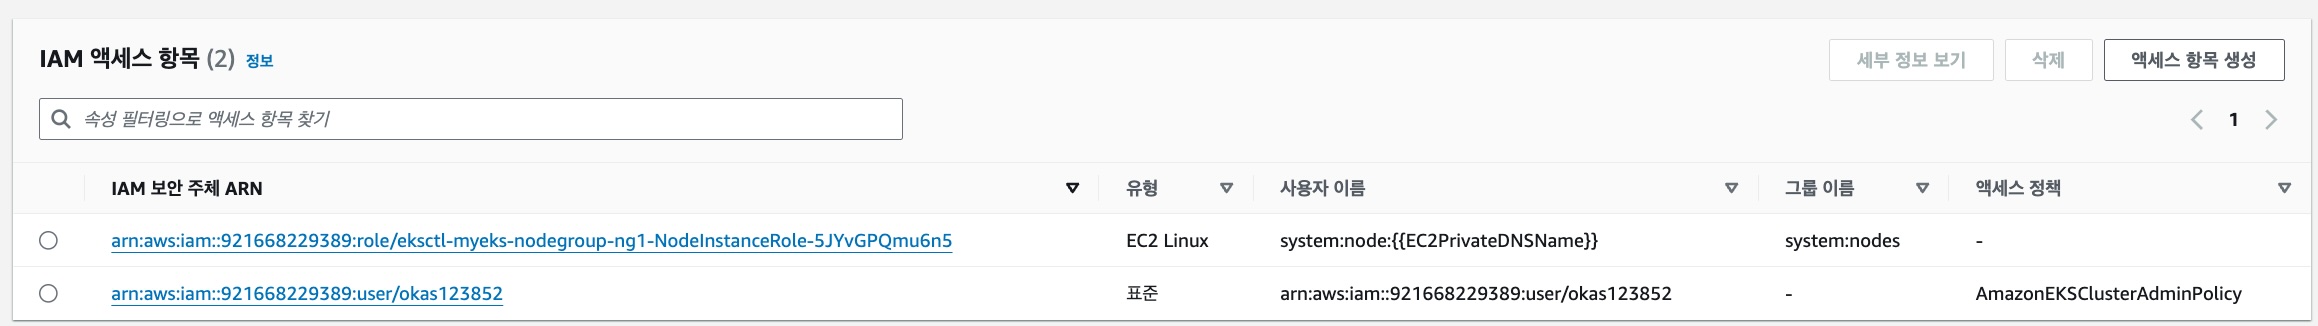 IAM 액세스 항목 (2) 정보
세부 정보 보기 삭제 액세스 항목 생성
속성 필터링으로 액세스 항목 찾기
1
IAM 보안 주체 ARN 유형 사용자 이름 그룹 이름 액세스 정책
arn:aws:iam::921668229389:role/eksctl-myeks-nodegroup-ng1-NodeInstanceRole-5JYvGPQmu6n5 EC2 Linux system:node:{{EC2PrivateDNSName}} system:nodes -
arn:aws:iam::921668229389:user/okas123852 표준 arn:aws:iam::921668229389:user/okas123852 - AmazonEKSClusterAdminPolicy